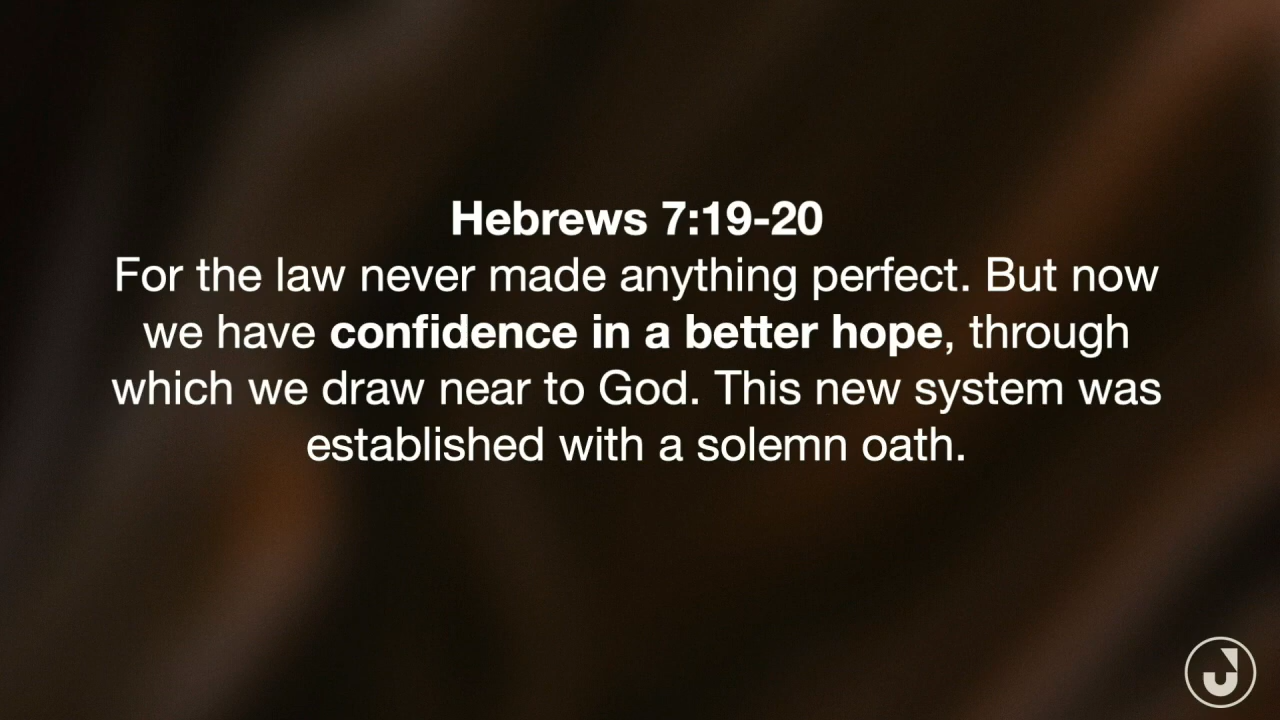 Hebrews 7:19-20
For the law never made anything perfect. But now
we have confidence in a better hope, through
which we draw near to God. This new system was
established with a solemn oath.